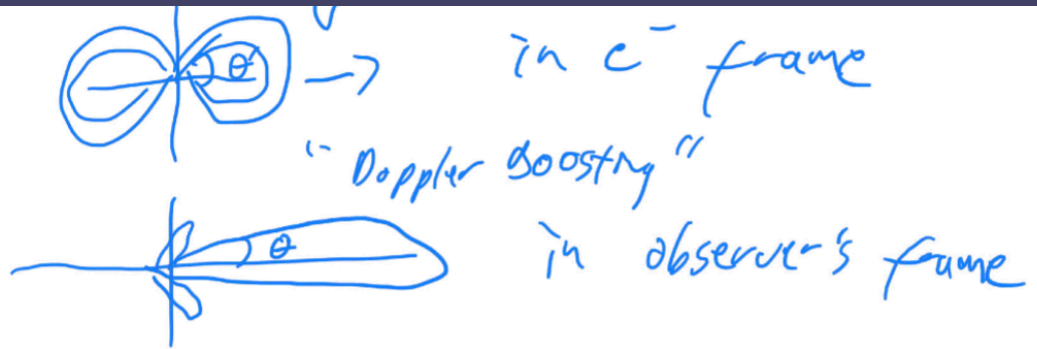 θ' in e⁻ frame
"Doppler Boosting"
θ in observer's frame